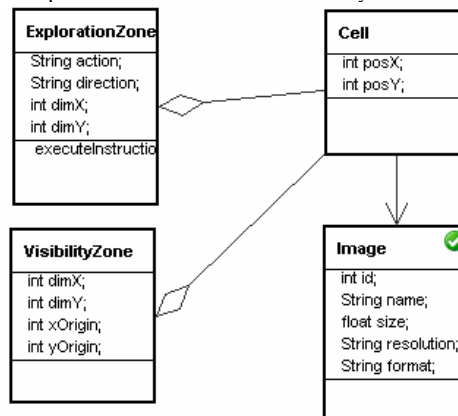 ExplorationZone
String action;
String direction;
int dimX;
int dimY;
executeInstructio
Cell
int posX;
int posY;
VisibilityZone
int dimX;
int dimY;
int xOrigin;
int yOrigin;
Image
int id;
String name;
float size;
String resolution;
String format;